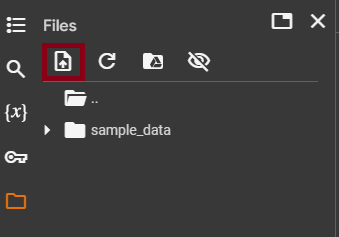 Files
..
{x}
sample_data